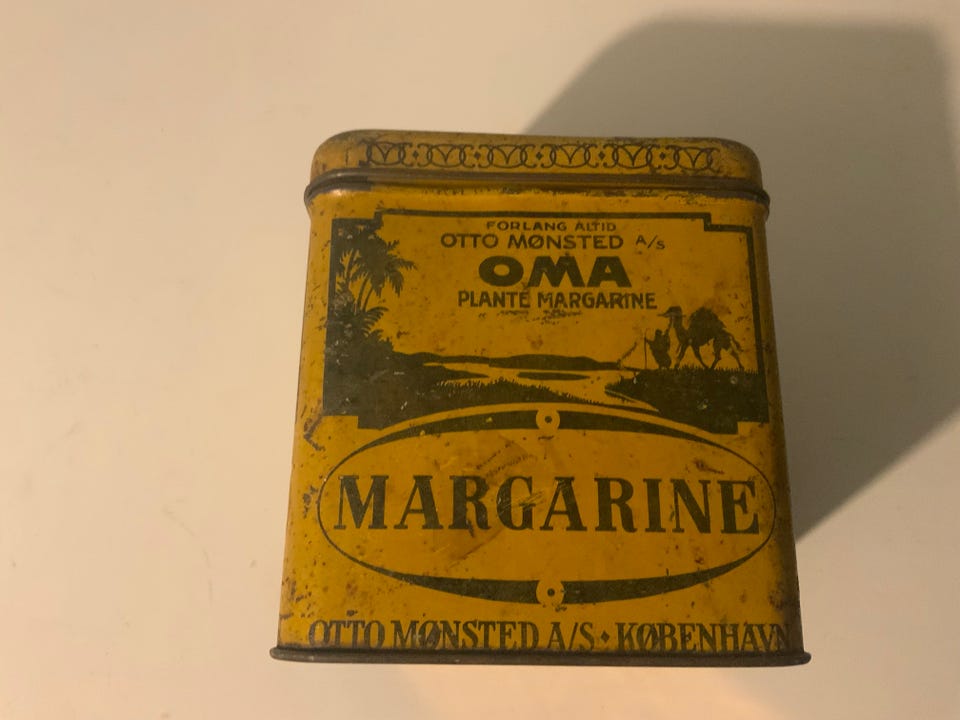 FORLANG ALTID
OTTO MØNSTED A/S
OMA
PLANTE MARGARINE
MARGARINE
OTTO MØNSTED A/S · KØBENHAVN